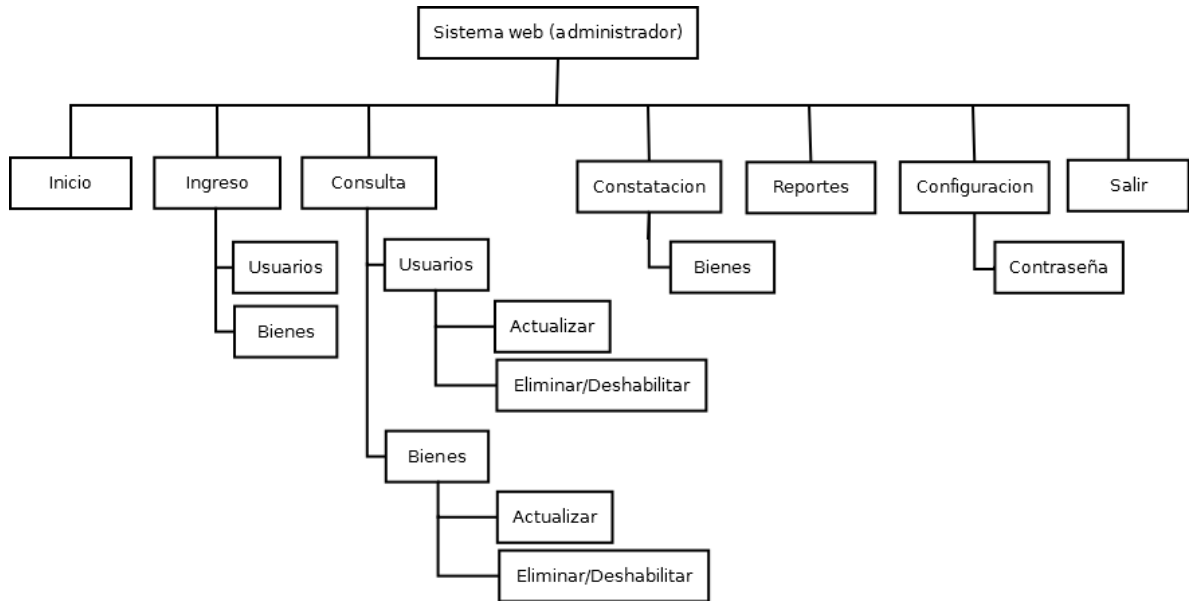 Sistema web (administrador)
Inicio
Ingreso
Consulta
Constatacion
Reportes
Configuracion
Salir
Usuarios
Bienes
Usuarios
Actualizar
Eliminar/Deshabilitar
Bienes
Actualizar
Eliminar/Deshabilitar
Bienes
Contraseña